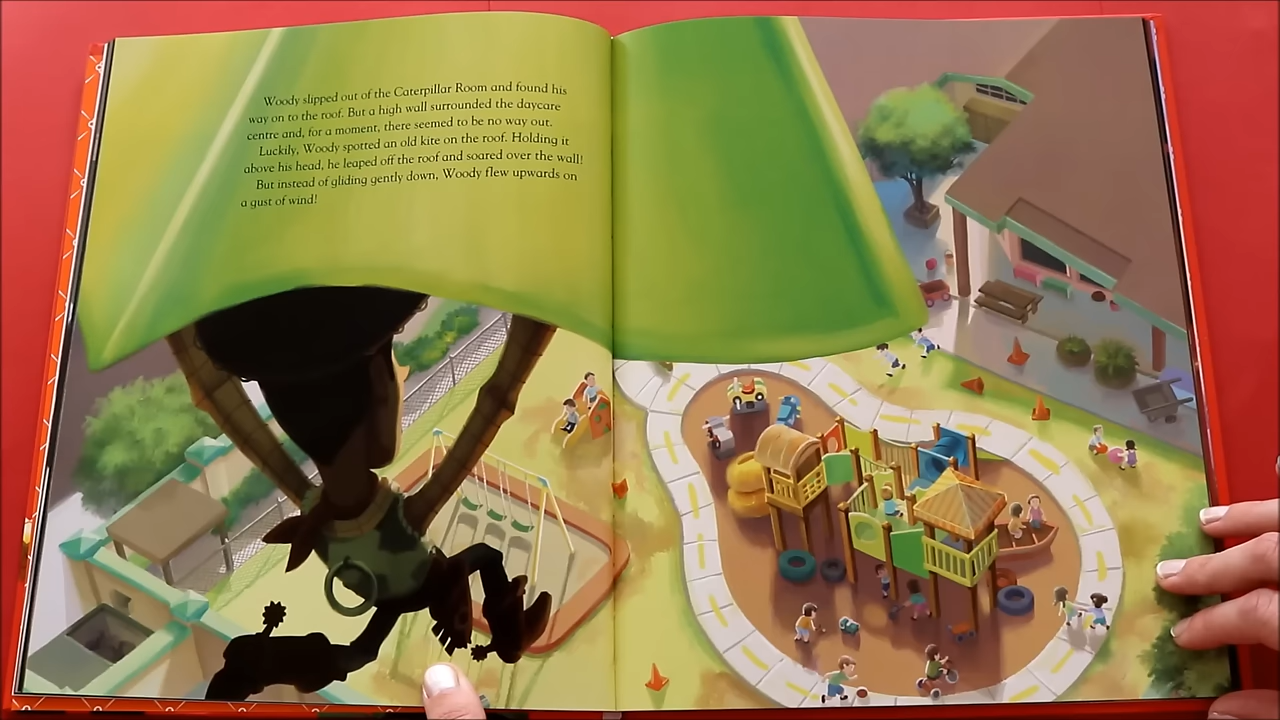 Woody slipped out of the Caterpillar Room and found his
way on to the roof. But a high wall surrounded the daycare
centre and, for a moment, there seemed to be no way out.
Luckily, Woody spotted an old kite on the roof. Holding it
above his head, he leaped off the roof and soared over the wall!
But instead of gliding gently down, Woody flew upwards on
a gust of wind!